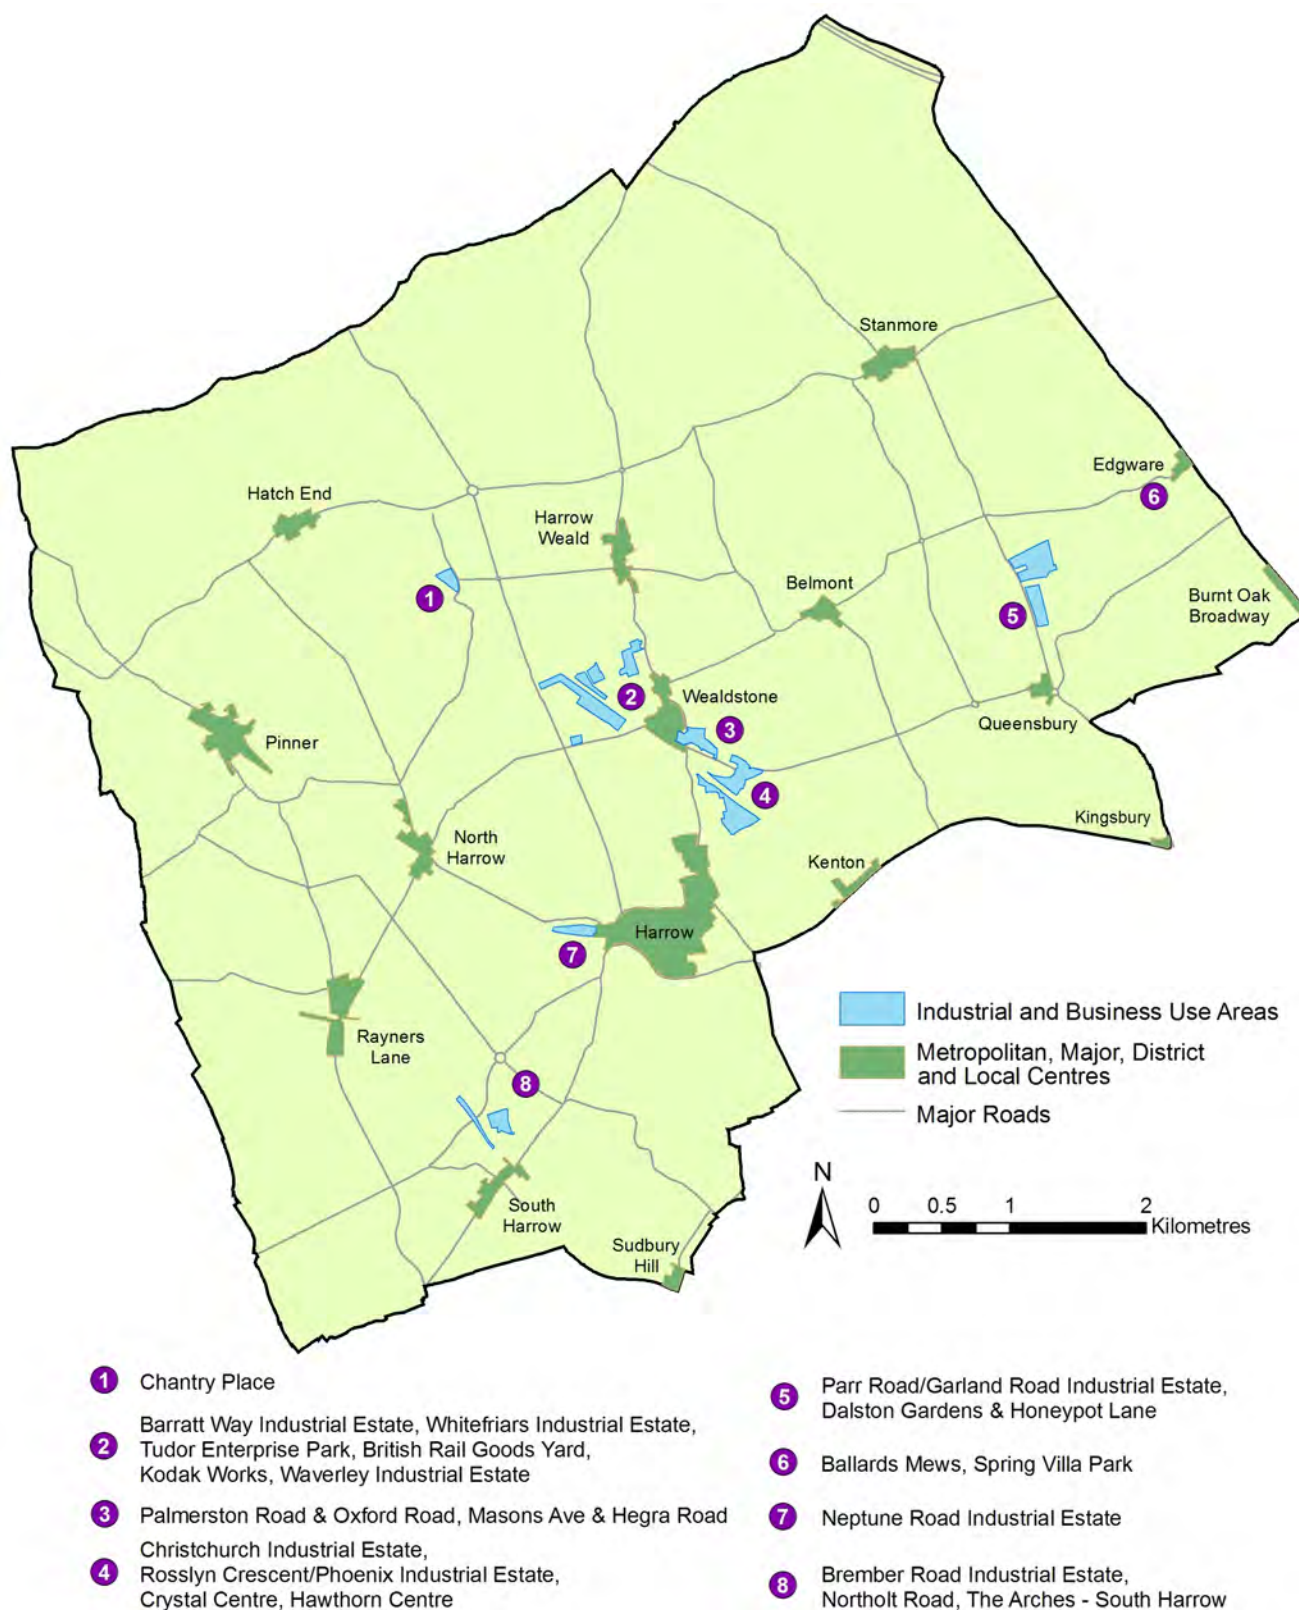 Stanmore
Edgware
6
Hatch End
Harrow
Weald
1
Belmont
5
Burnt Oak
Broadway
2
Wealdstone
3
Queensbury
Pinner
4
Kingsbury
North
Harrow
Kenton
Harrow
7
Rayners
Lane
8
South
Harrow
Sudbury
Hill
Industrial and Business Use Areas
Metropolitan, Major, District
and Local Centres
Major Roads
N
0 0.5 1 2
Kilometres
1 Chantry Place
2 Barratt Way Industrial Estate, Whitefriars Industrial Estate,
Tudor Enterprise Park, British Rail Goods Yard,
Kodak Works, Waverley Industrial Estate
3 Palmerston Road & Oxford Road, Masons Ave & Hegra Road
4 Christchurch Industrial Estate,
Rosslyn Crescent/Phoenix Industrial Estate,
Crystal Centre, Hawthorn Centre
5 Parr Road/Garland Road Industrial Estate,
Dalston Gardens & Honeypot Lane
6 Ballards Mews, Spring Villa Park
7 Neptune Road Industrial Estate
8 Brember Road Industrial Estate,
Northolt Road, The Arches - South Harrow